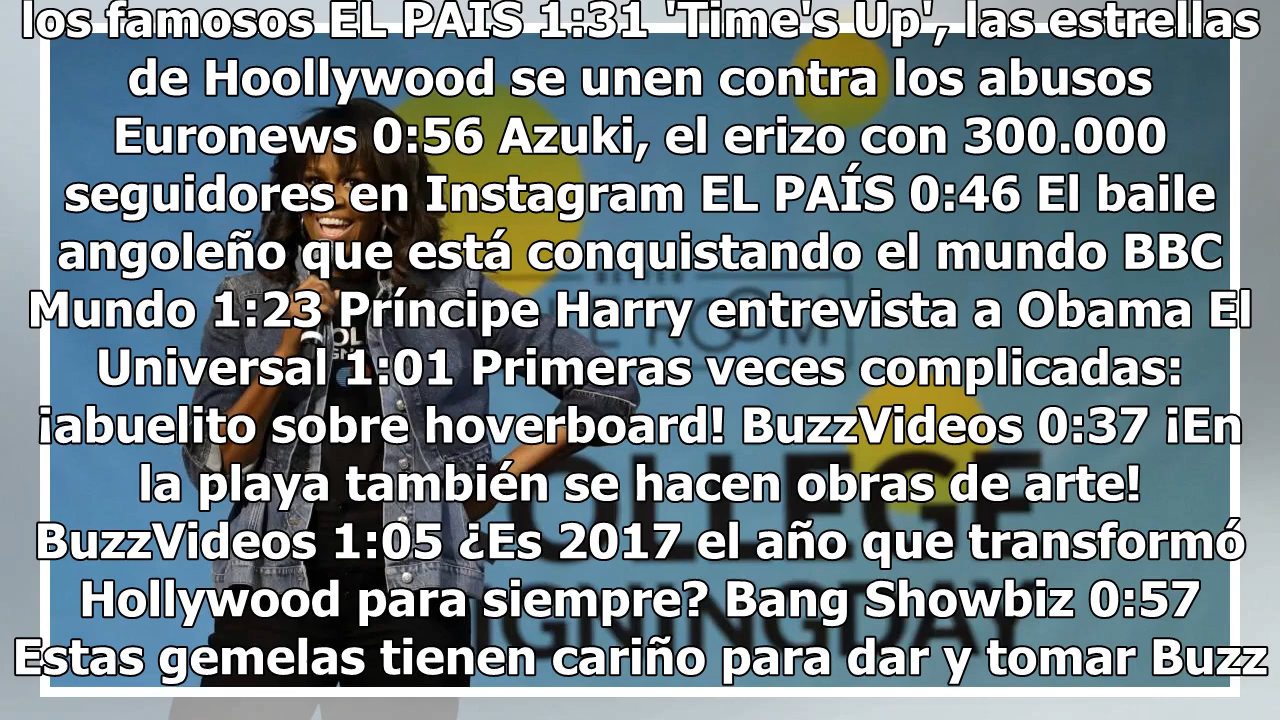 los famosos EL PAÍS 1:31 'Time's Up', las estrellas
de Hoollywood se unen contra los abusos
Euronews 0:56 Azuki, el erizo con 300.000
seguidores en Instagram EL PAÍS 0:46 El baile
angoleño que está conquistando el mundo BBC
Mundo 1:23 Príncipe Harry entrevista a Obama El
Universal 1:01 Primeras veces complicadas:
¡abuelito sobre hoverboard! BuzzVideos 0:37 ¡En
la playa también se hacen obras de arte!
BuzzVideos 1:05 ¿Es 2017 el año que transformó
Hollywood para siempre? Bang Showbiz 0:57
Estas gemelas tienen cariño para dar y tomar Buzz
COLLEGE
SIGNING DAY